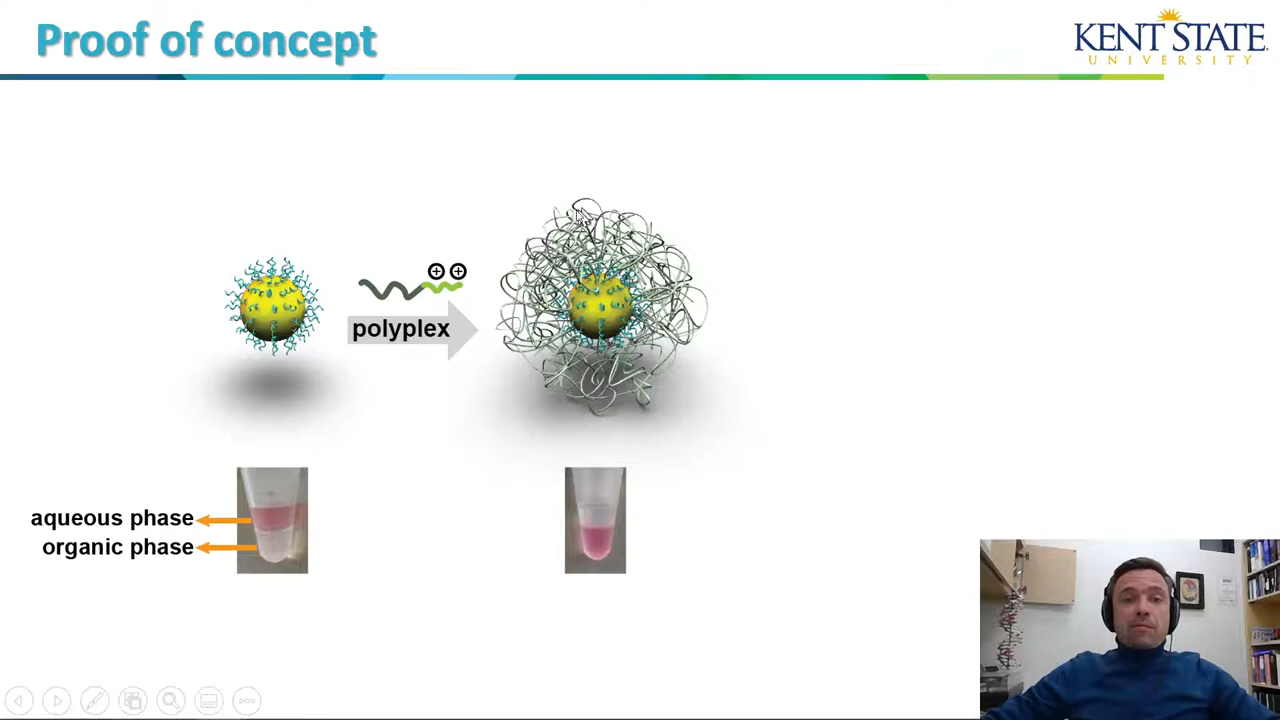 Proof of concept
KENT STATE
UNIVERSITY
polyplex
aqueous phase
organic phase